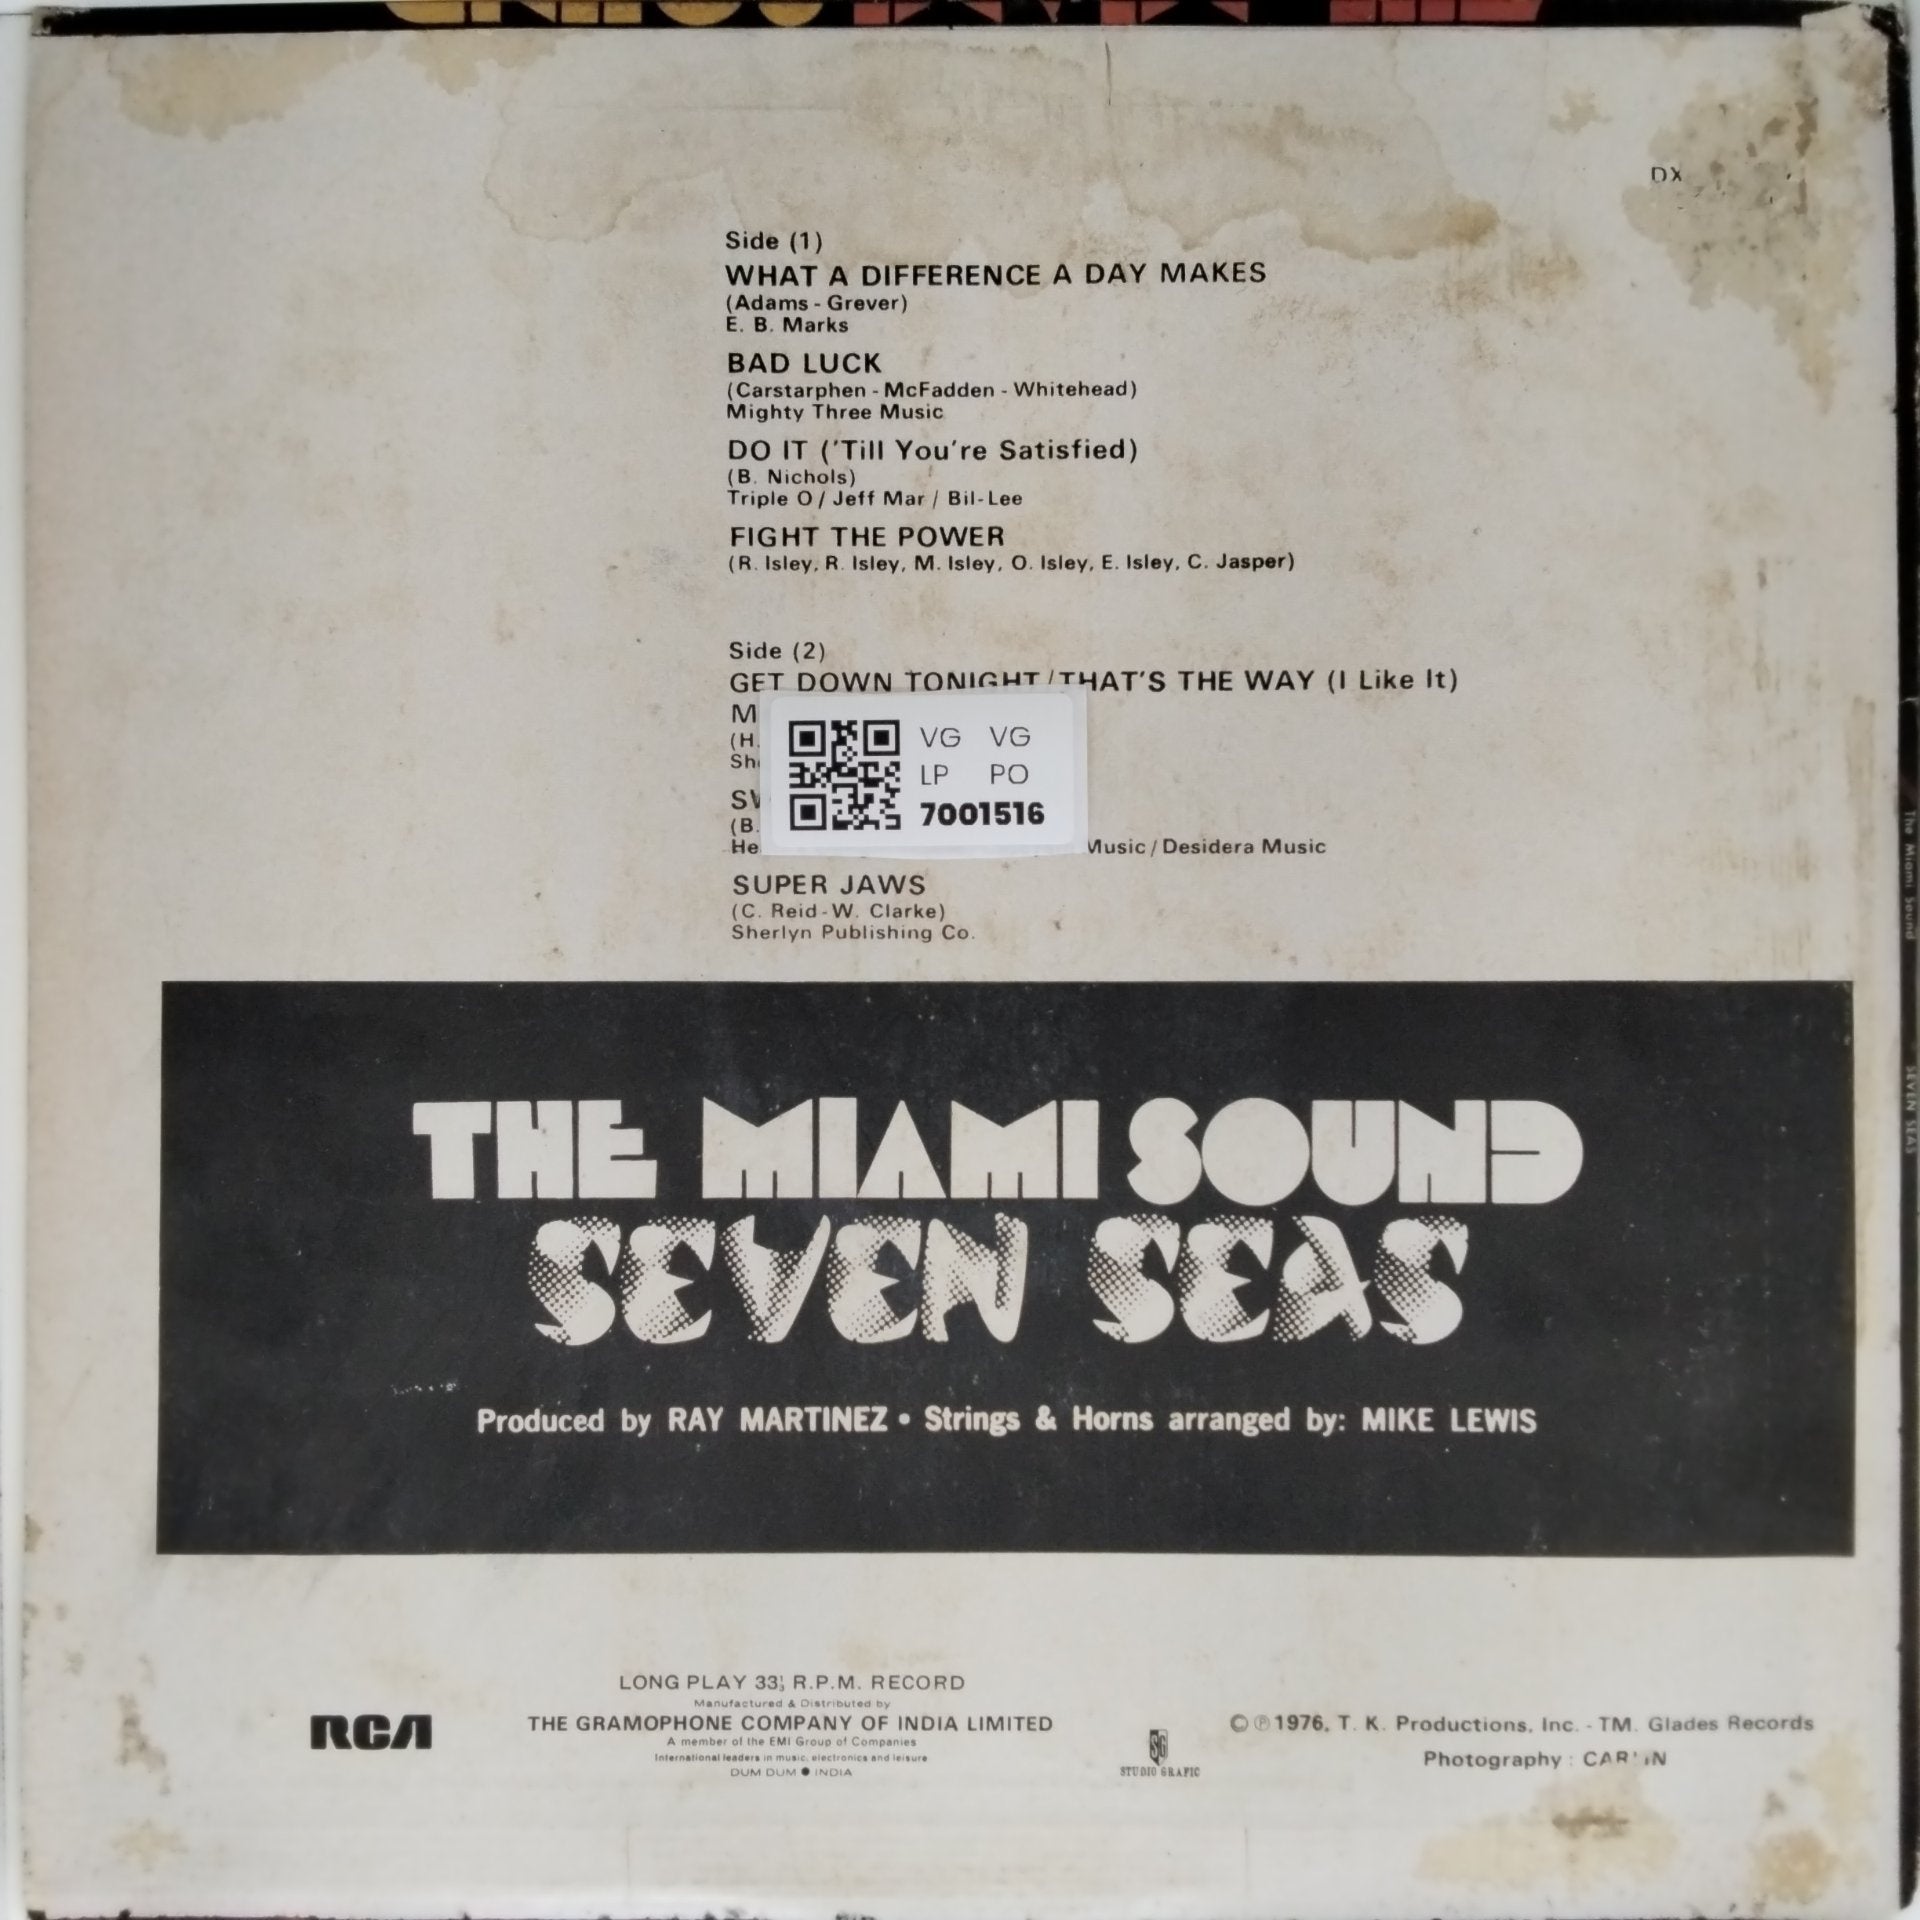 DX
Side (1)
WHAT A DIFFERENCE A DAY MAKES
(Adams - Grever)
E. B. Marks
BAD LUCK
(Carstarphen - McFadden - Whitehead)
Mighty Three Music
DO IT ('Till You're Satisfied)
(B. Nichols)
Triple O / Jeff Mar / Bil-Lee
FIGHT THE POWER
(R. Isley, R. Isley, M. Isley, O. Isley, E. Isley, C. Jasper)
Side (2)
GET DOWN TONIGHT / THAT'S THE WAY (I Like It)
VG VG
LP PO
7001516
Music / Desidera Music
SUPER JAWS
(C. Reid - W. Clarke)
Sherlyn Publishing Co.
THE MIAMI SOUND
SEVEN SEAS
Produced by RAY MARTINEZ • Strings & Horns arranged by: MIKE LEWIS
LONG PLAY 33⅓ R.P.M. RECORD
Manufactured & Distributed by
THE GRAMOPHONE COMPANY OF INDIA LIMITED
A member of the EMI Group of Companies
International leaders in music, electronics and leisure
DUM DUM ● INDIA
RCA
SG
STUDIO GRAFIC
© ℗ 1976, T. K. Productions, Inc. - TM. Glades Records
Photography :
The Miami Sound SEVEN SEAS